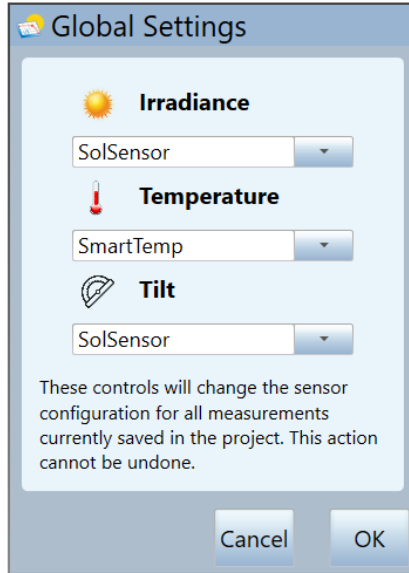 Global Settings
Irradiance
SolSensor
Temperature
SmartTemp
Tilt
SolSensor
These controls will change the sensor
configuration for all measurements
currently saved in the project. This action
cannot be undone.
Cancel OK